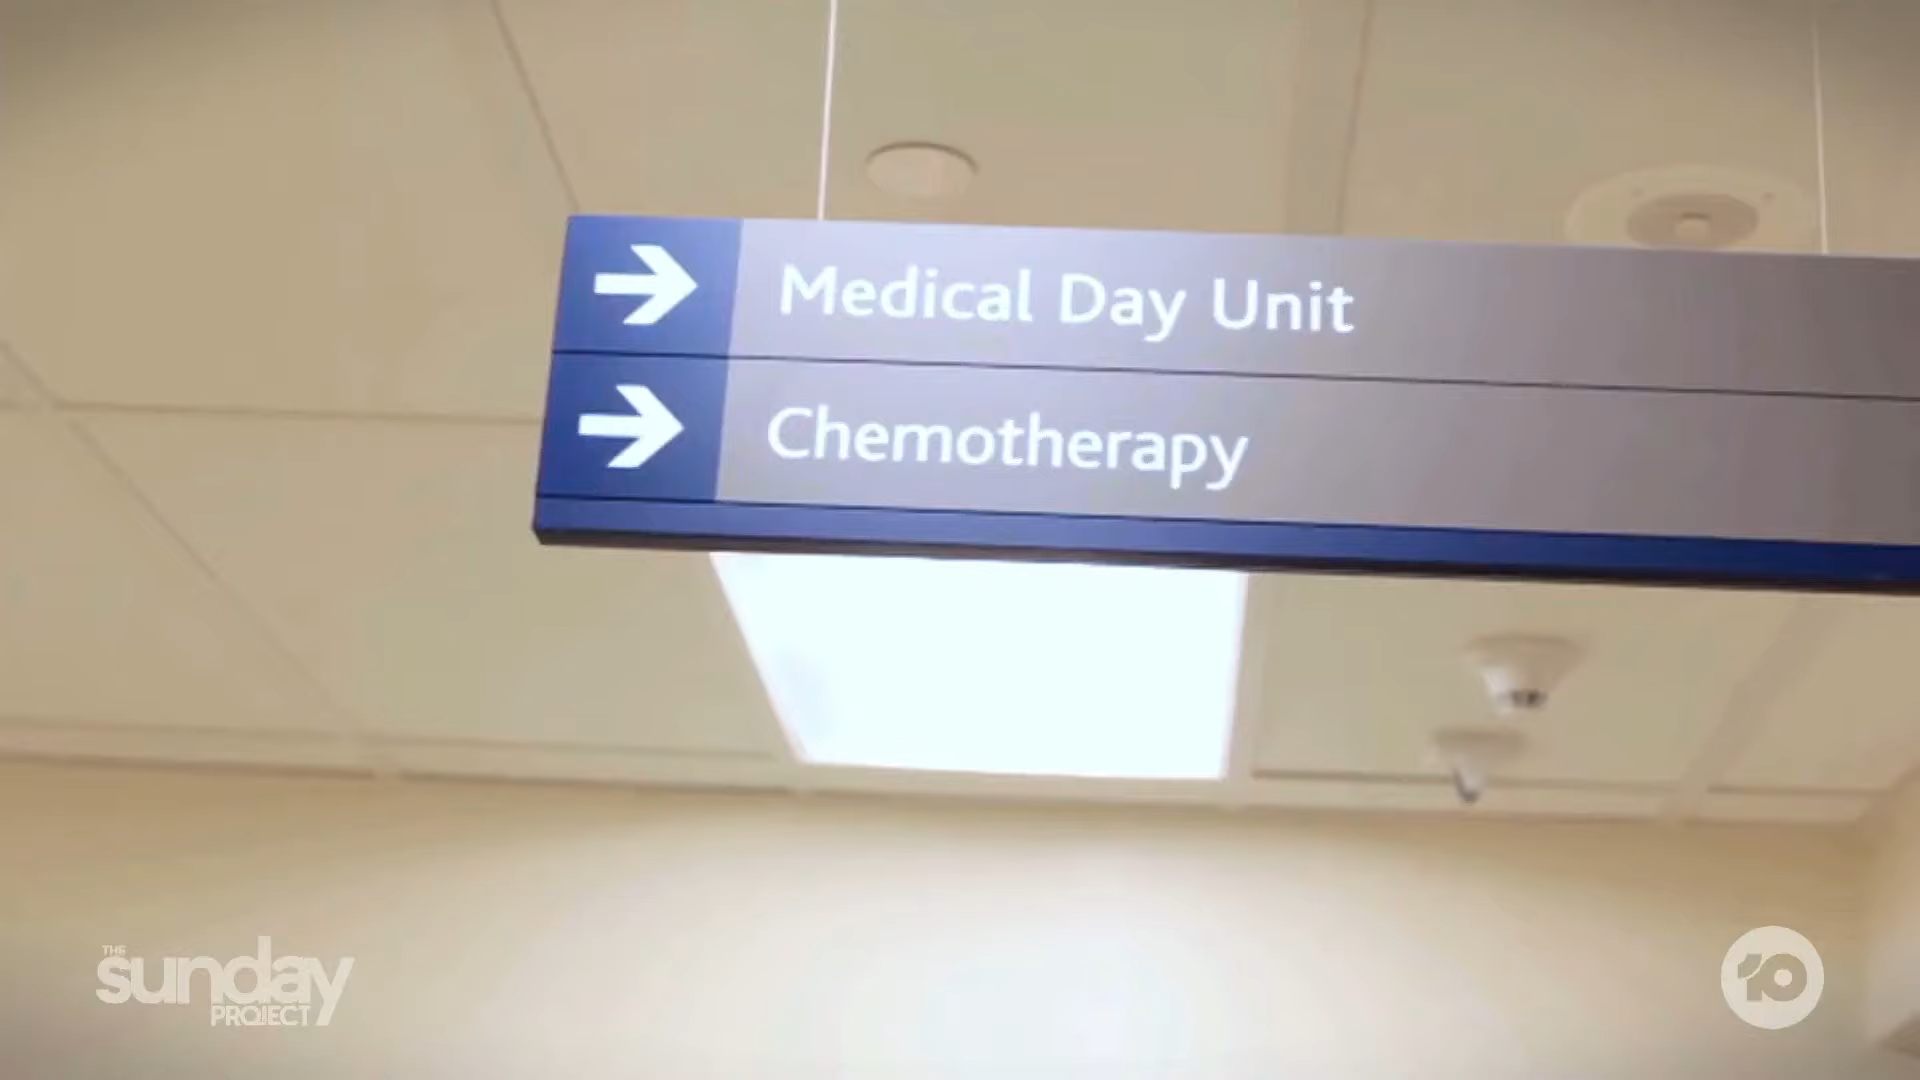 Medical Day Unit
Chemotherapy
THE
sunday
PROJECT
10